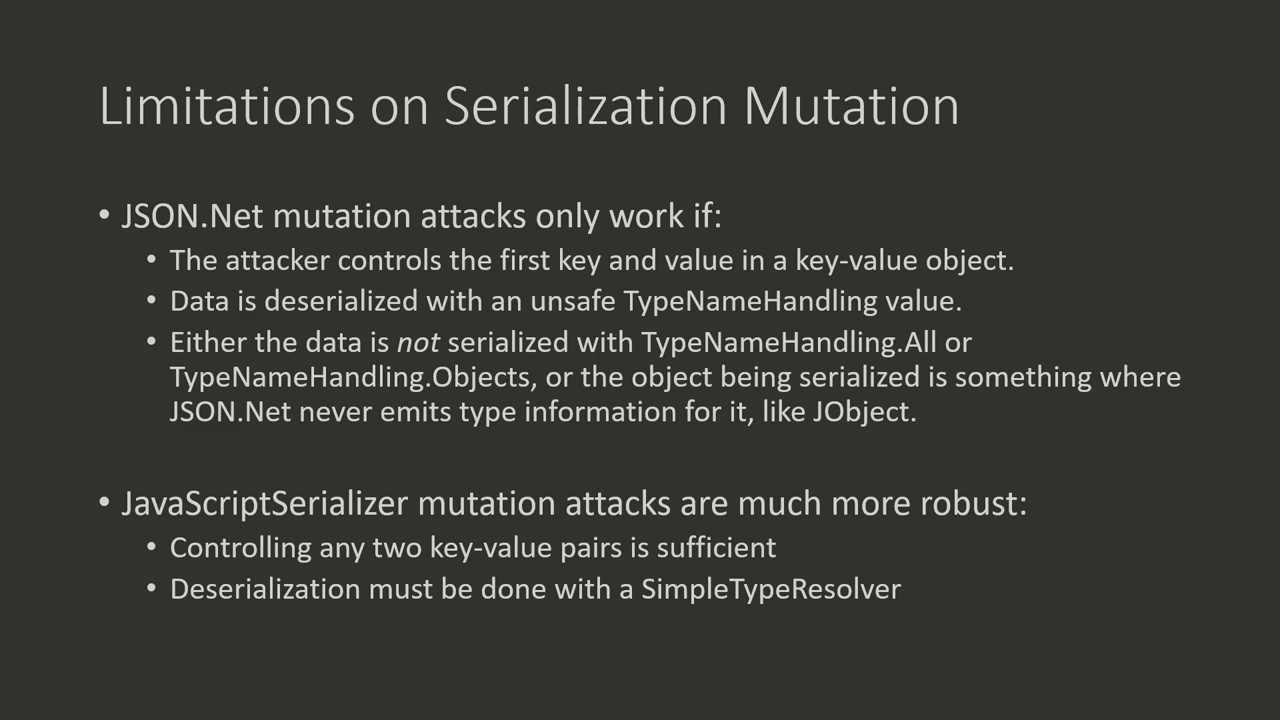 Limitations on Serialization Mutation
• JSON.Net mutation attacks only work if:
• The attacker controls the first key and value in a key-value object.
• Data is deserialized with an unsafe TypeNameHandling value.
• Either the data is not serialized with TypeNameHandling.All or
TypeNameHandling.Objects, or the object being serialized is something where
JSON.Net never emits type information for it, like JObject.
• JavaScriptSerializer mutation attacks are much more robust:
• Controlling any two key-value pairs is sufficient
• Deserialization must be done with a SimpleTypeResolver